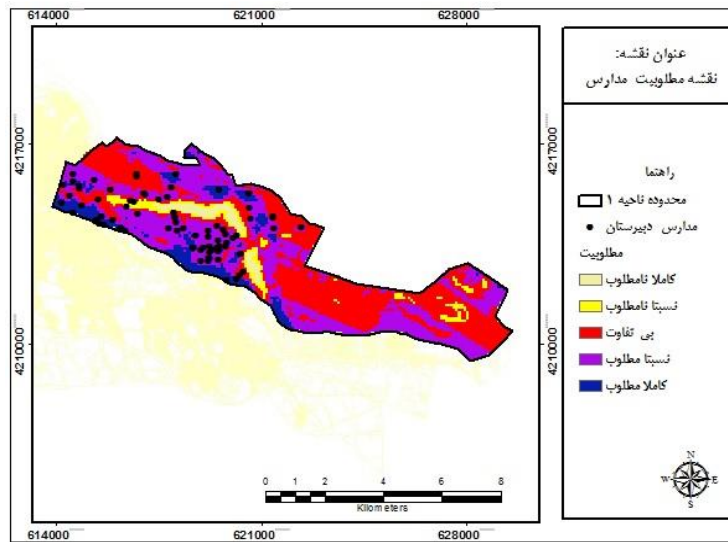 614000 621000 628000
4217000 4217000
4210000 4210000
عنوان نقشه:
نقشه مطلوبیت مدارس
راهنما
محدوده ناحیه ۱
مدارس دبیرستان
مطلوبیت
کاملا نامطلوب
نسبتا نامطلوب
بی تفاوت
نسبتا مطلوب
کاملا مطلوب
N
W E
S
0 0.5 1 2 4 6 8
Kilometers
614000 621000 628000